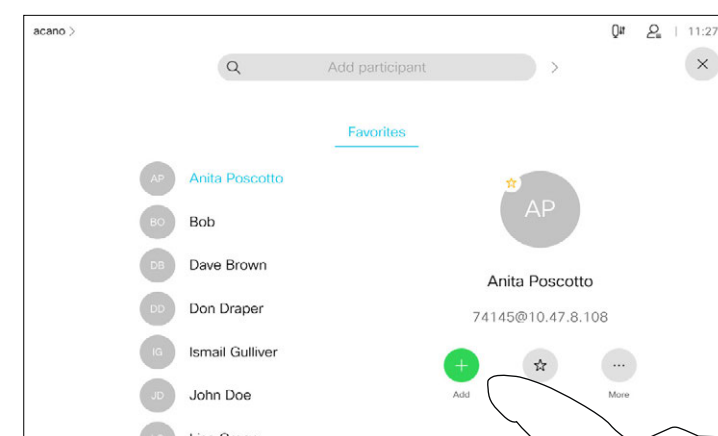 acano >
11:27
Add participant
Favorites
AP Anita Poscotto
BO Bob
DB Dave Brown
DD Don Draper
IG Ismail Gulliver
JD John Doe
AP
Anita Poscotto
74145@10.47.8.108
Add
More